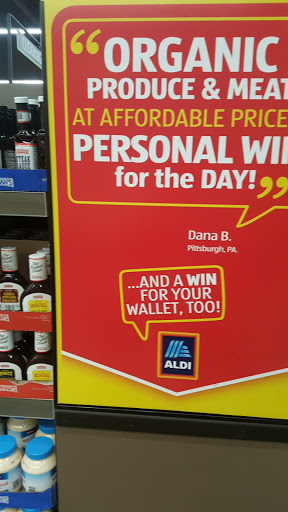 “ORGANIC
PRODUCE & MEAT
AT AFFORDABLE PRICE
PERSONAL WI
for the DAY!”
Dana B.
Pittsburgh, PA.
...AND A WIN
FOR YOUR
WALLET, TOO!
ALDI